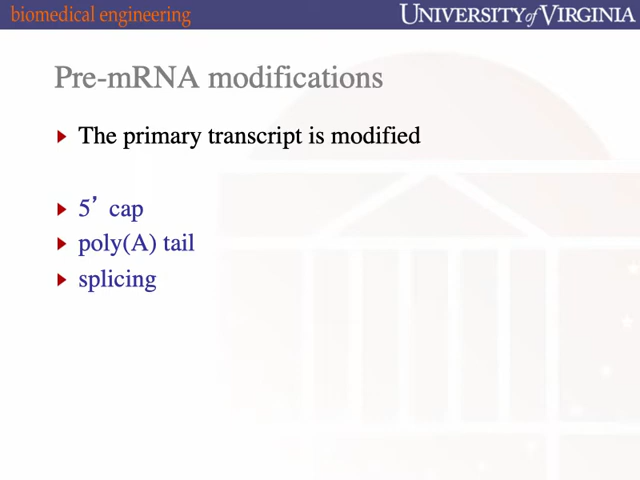 biomedical engineering
UNIVERSITY of VIRGINIA
Pre-mRNA modifications
The primary transcript is modified
5’ cap
poly(A) tail
splicing